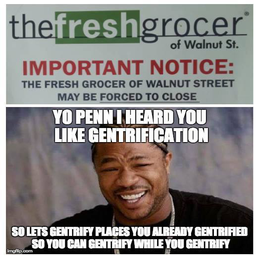 thefreshgrocer
of Walnut St.
IMPORTANT NOTICE:
THE FRESH GROCER OF WALNUT STREET
MAY BE FORCED TO CLOSE
YO PENN I HEARD YOU
LIKE GENTRIFICATION
SO LETS GENTRIFY PLACES YOU ALREADY GENTRIFIED
SO YOU CAN GENTRIFY WHILE YOU GENTRIFY
imgflip.com